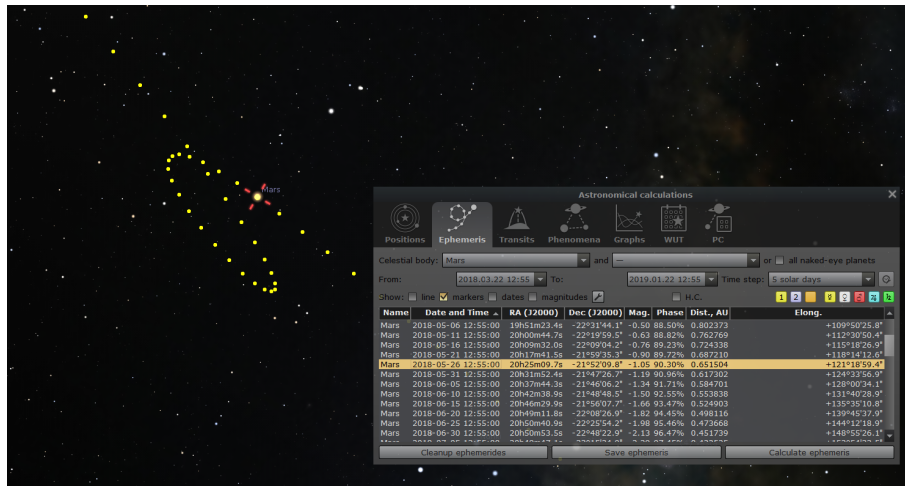 Mars
Astronomical calculations
Positions Ephemeris Transits Phenomena Graphs WUT PC
Celestial body: Mars and --- or all naked-eye planets
From: 2018.03.22 12:55 To: 2019.01.22 12:55 Time step: 5 solar days
Show: line markers dates magnitudes H.C. 1 2
Name Date and Time RA (J2000) Dec (J2000) Mag. Phase Dist., AU Elong.
Mars 2018-05-06 12:55:00 19h51m23.4s -22°31'44.1" -0.50 88.50% 0.802373 +109°50'25.8"
Mars 2018-05-11 12:55:00 20h00m44.7s -22°19'59.5" -0.63 88.82% 0.762769 +112°30'50.4"
Mars 2018-05-16 12:55:00 20h09m32.0s -22°09'04.2" -0.76 89.23% 0.724338 +115°18'26.9"
Mars 2018-05-21 12:55:00 20h17m41.5s -21°59'35.3" -0.90 89.72% 0.687210 +118°14'12.6"
Mars 2018-05-26 12:55:00 20h25m09.7s -21°52'09.8" -1.05 90.30% 0.651504 +121°18'59.4"
Mars 2018-05-31 12:55:00 20h31m52.4s -21°47'26.7" -1.19 90.96% 0.617302 +124°33'56.9"
Mars 2018-06-05 12:55:00 20h37m44.3s -21°46'06.2" -1.34 91.71% 0.584701 +128°00'34.1"
Mars 2018-06-10 12:55:00 20h42m38.9s -21°48'48.5" -1.50 92.55% 0.553838 +131°40'28.9"
Mars 2018-06-15 12:55:00 20h46m29.9s -21°56'07.7" -1.66 93.47% 0.524903 +135°35'10.8"
Mars 2018-06-20 12:55:00 20h49m11.8s -22°08'26.9" -1.82 94.45% 0.498116 +139°45'37.9"
Mars 2018-06-25 12:55:00 20h50m40.9s -22°25'54.2" -1.98 95.46% 0.473668 +144°12'18.9"
Mars 2018-06-30 12:55:00 20h50m53.5s -22°48'22.9" -2.13 96.47% 0.451739 +148°55'26.1"
Cleanup ephemerides Save ephemeris Calculate ephemeris